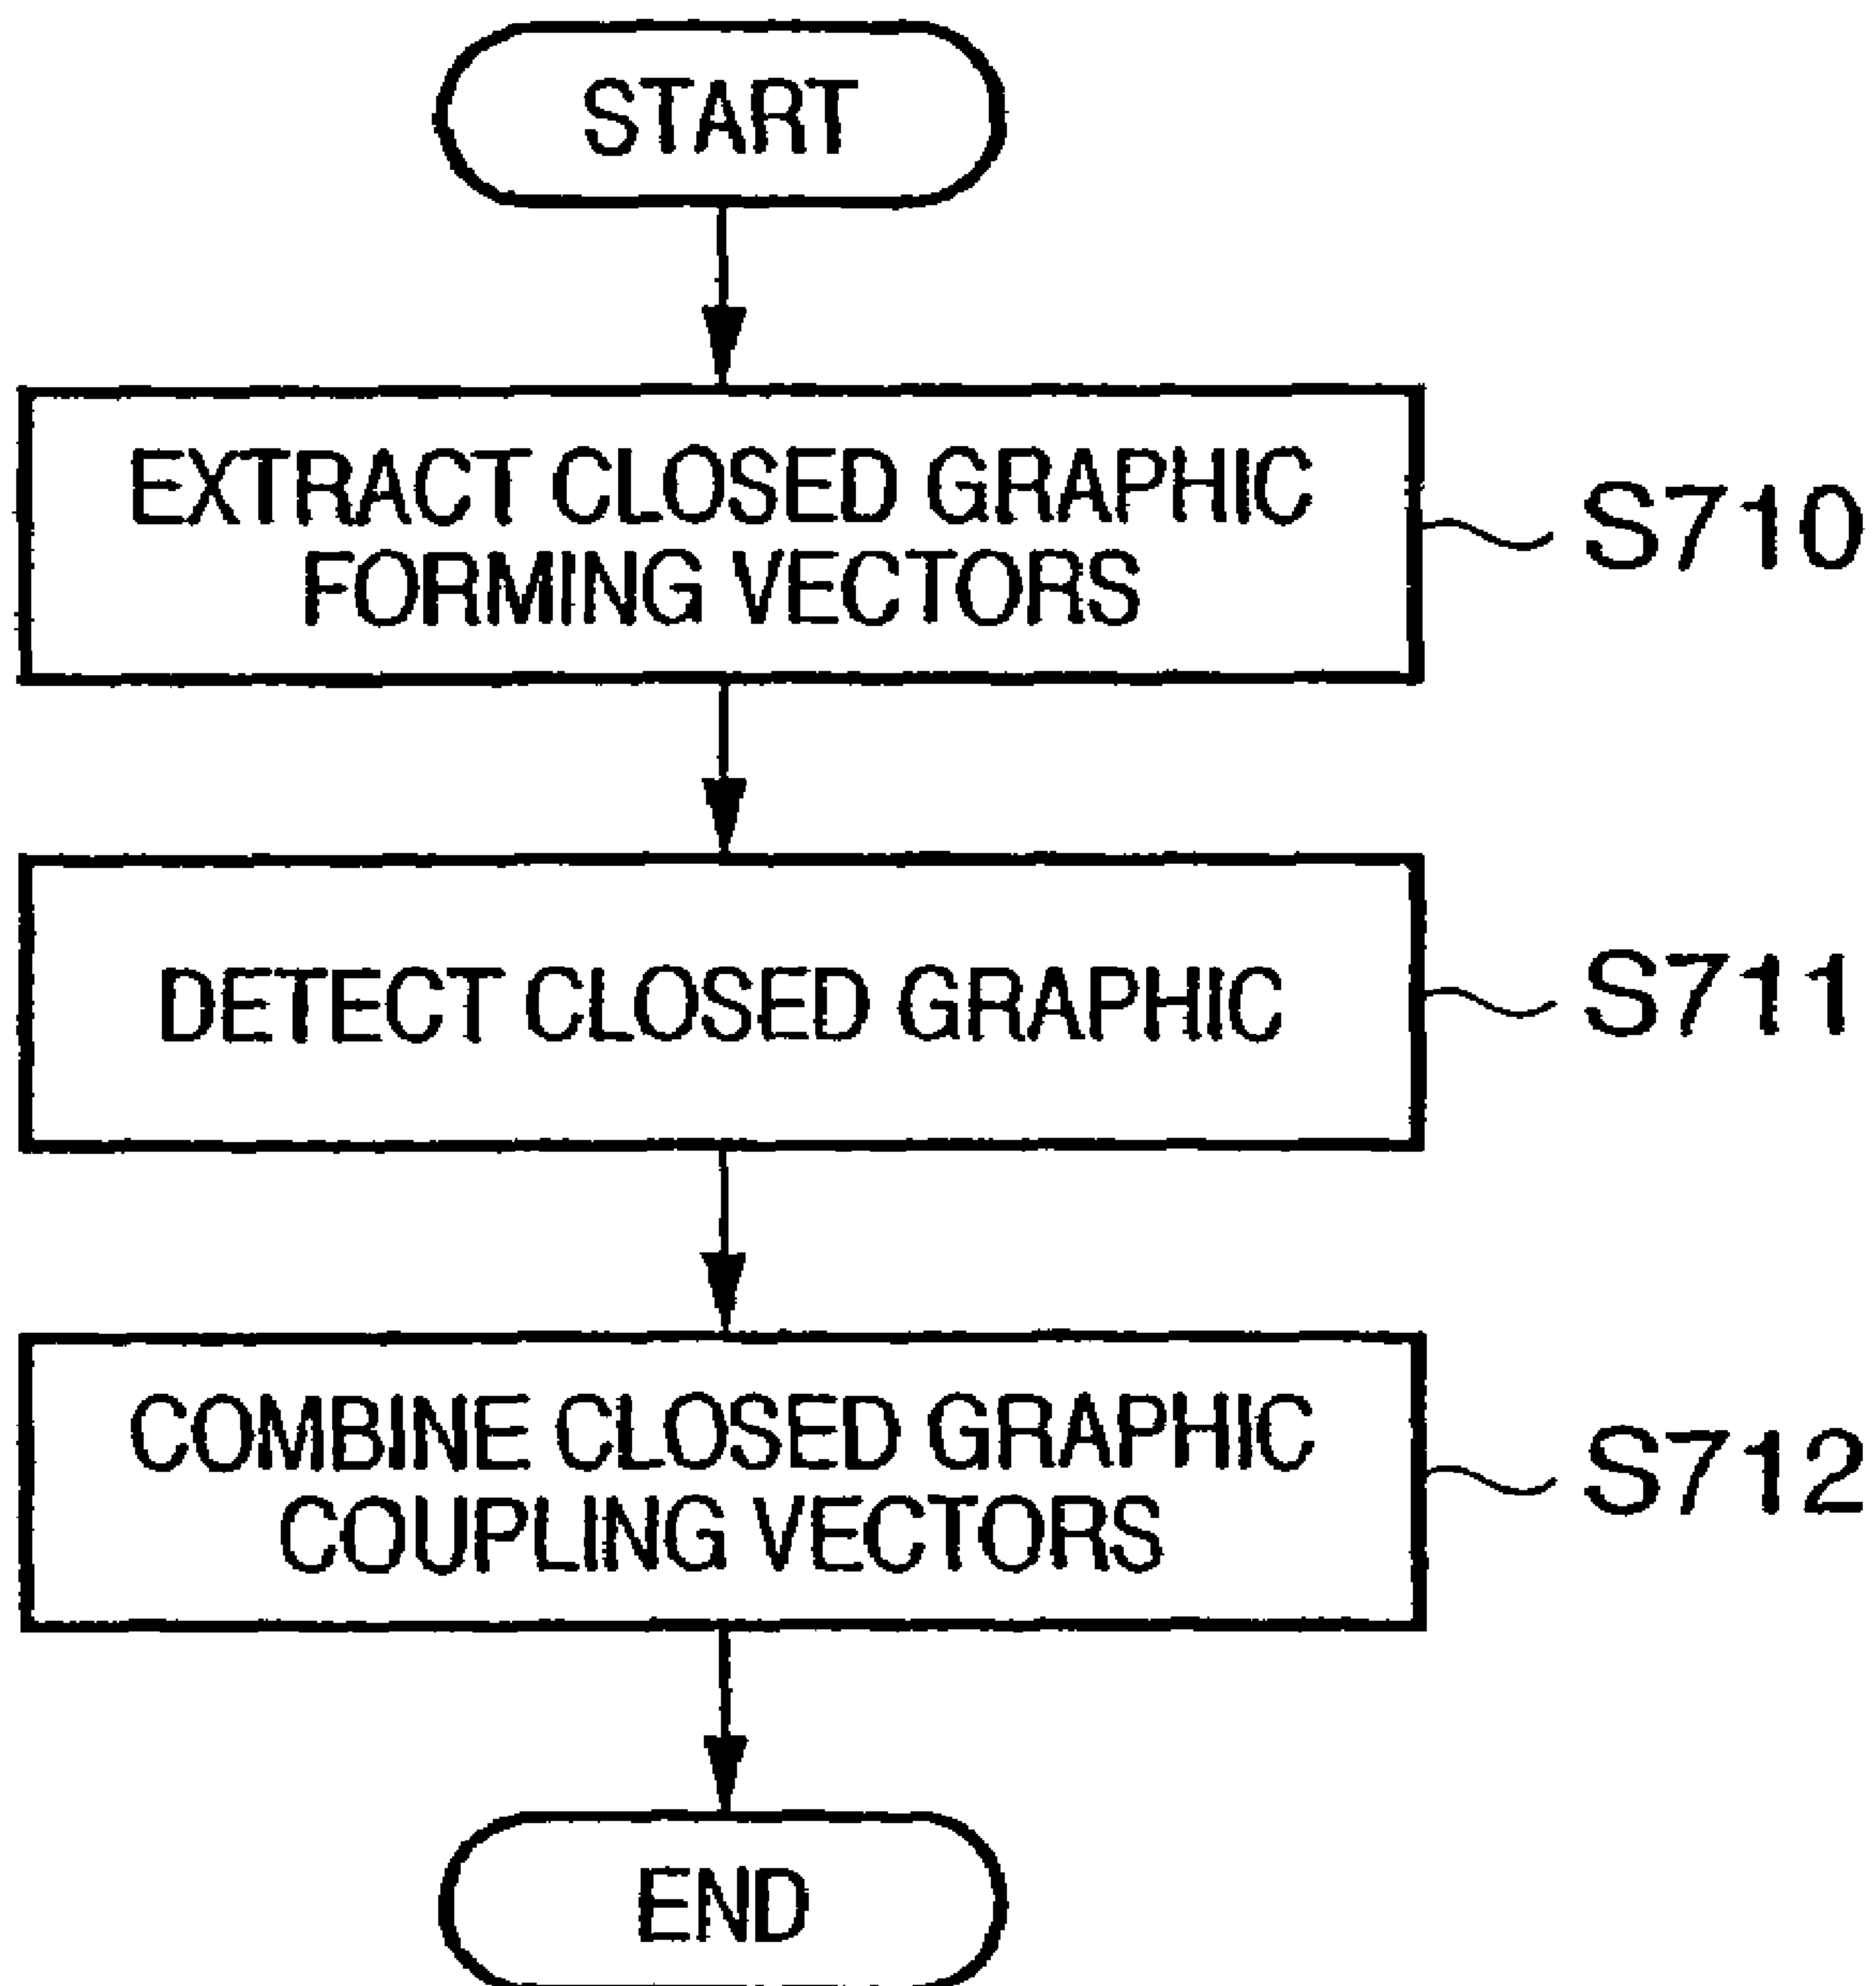 START
EXTRACT CLOSED GRAPHIC
FORMING VECTORS
S710
DETECT CLOSED GRAPHIC
S711
COMBINE CLOSED GRAPHIC
COUPLING VECTORS
S712
END